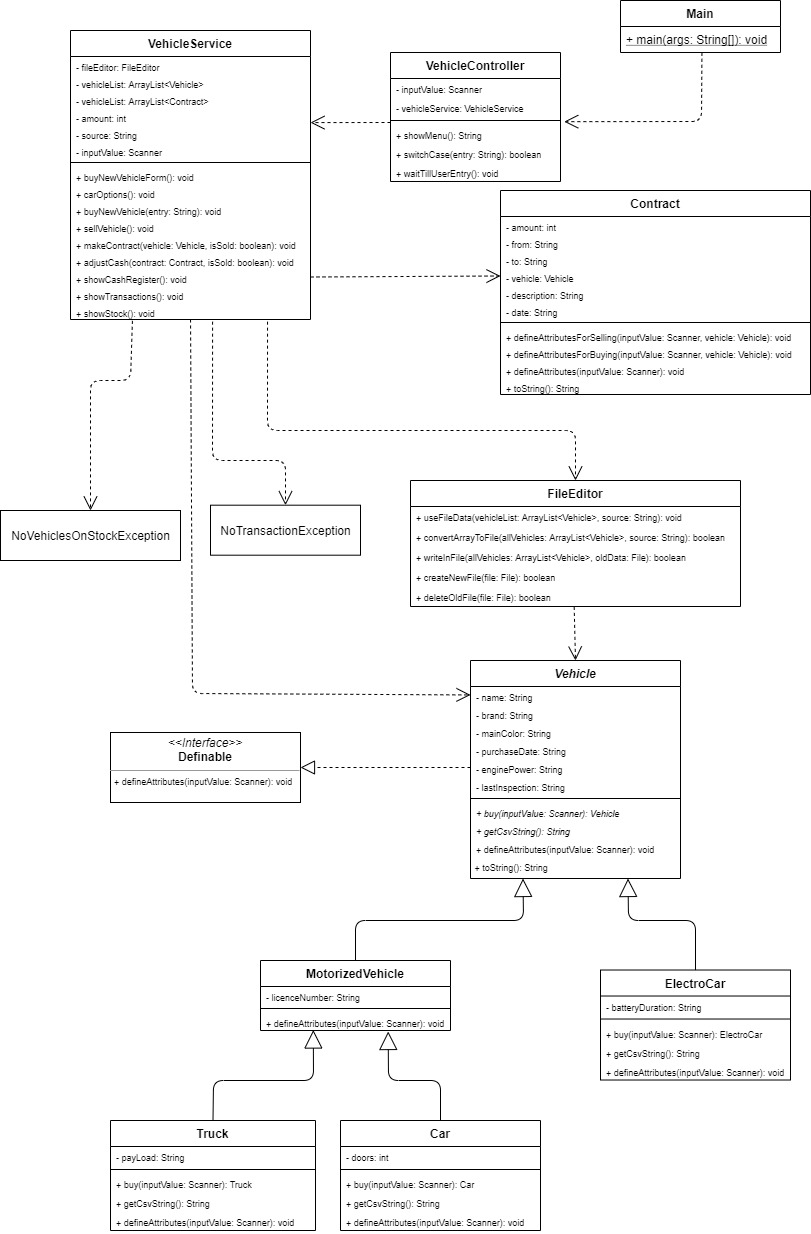 Main
+ main(args: String[]): void
VehicleService
- fileEditor: FileEditor
- vehicleList: ArrayList<Vehicle>
- vehicleList: ArrayList<Contract>
- amount: int
- source: String
- inputValue: Scanner
+ buyNewVehicleForm(): void
+ carOptions(): void
+ buyNewVehicle(entry: String): void
+ sellVehicle(): void
+ makeContract(vehicle: Vehicle, isSold: boolean): void
+ adjustCash(contract: Contract, isSold: boolean): void
+ showCashRegister(): void
+ showTransactions(): void
+ showStock(): void
VehicleController
- inputValue: Scanner
- vehicleService: VehicleService
+ showMenu(): String
+ switchCase(entry: String): boolean
+ waitTillUserEntry(): void
Contract
- amount: int
- from: String
- to: String
- vehicle: Vehicle
- description: String
- date: String
+ defineAttributesForSelling(inputValue: Scanner, vehicle: Vehicle): void
+ defineAttributesForBuying(inputValue: Scanner, vehicle: Vehicle): void
+ defineAttributes(inputValue: Scanner): void
+ toString(): String
NoVehiclesOnStockException
NoTransactionException
FileEditor
+ useFileData(vehicleList: ArrayList<Vehicle>, source: String): void
+ convertArrayToFile(allVehicles: ArrayList<Vehicle>, source: String): boolean
+ writeInFile(allVehicles: ArrayList<Vehicle>, oldData: File): boolean
+ createNewFile(file: File): boolean
+ deleteOldFile(file: File): boolean
Vehicle
- name: String
- brand: String
- mainColor: String
- purchaseDate: String
- enginePower: String
- lastInspection: String
+ buy(inputValue: Scanner): Vehicle
+ getCsvString(): String
+ defineAttributes(inputValue: Scanner): void
+ toString(): String
<<Interface>>
Definable
+ defineAttributes(inputValue: Scanner): void
MotorizedVehicle
- licenceNumber: String
+ defineAttributes(inputValue: Scanner): void
ElectroCar
- batteryDuration: String
+ buy(inputValue: Scanner): ElectroCar
+ getCsvString(): String
+ defineAttributes(inputValue: Scanner): void
Truck
- payLoad: String
+ buy(inputValue: Scanner): Truck
+ getCsvString(): String
+ defineAttributes(inputValue: Scanner): void
Car
- doors: int
+ buy(inputValue: Scanner): Car
+ getCsvString(): String
+ defineAttributes(inputValue: Scanner): void